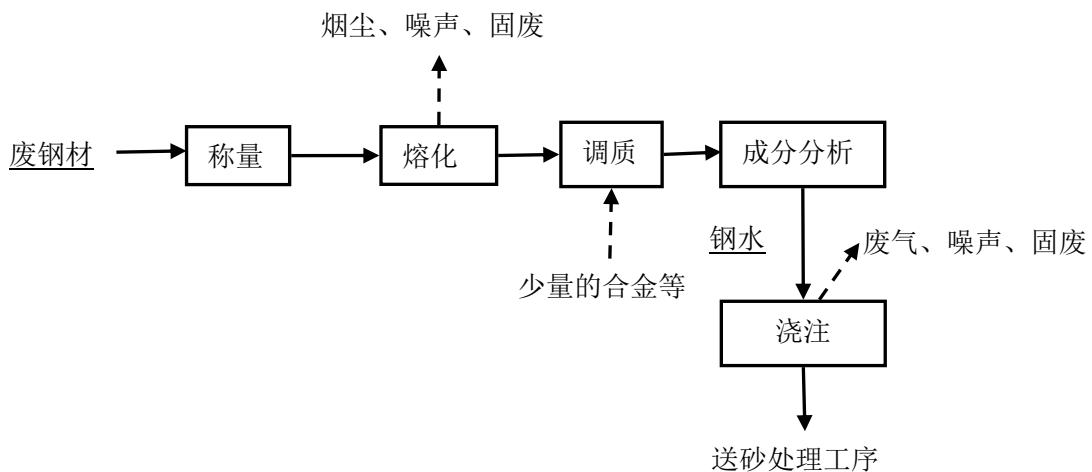 烟尘、噪声、固废
废钢材
称量
熔化
调质
成分分析
钢水
废气、噪声、固废
少量的合金等
浇注
送砂处理工序